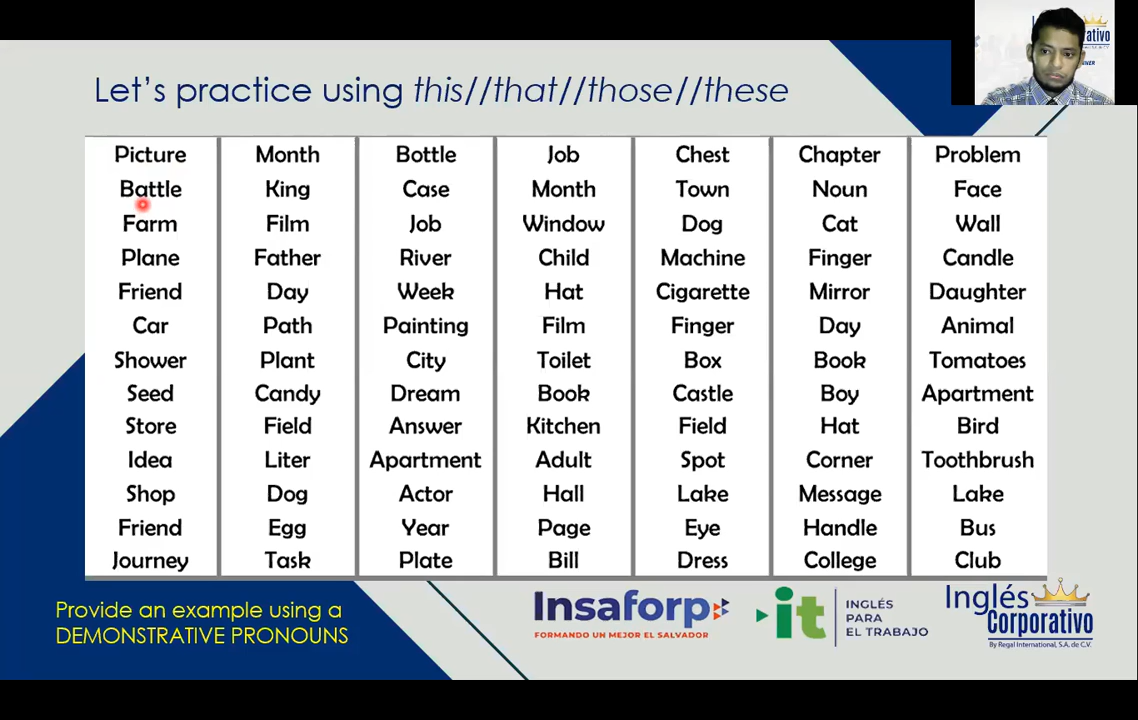 Let's practice using this//that//those//these
Picture Month Bottle Job Chest Chapter Problem
Battle King Case Month Town Noun Face
Farm Film Job Window Dog Cat Wall
Plane Father River Child Machine Finger Candle
Friend Day Week Hat Cigarette Mirror Daughter
Car Path Painting Film Finger Day Animal
Shower Plant City Toilet Box Book Tomatoes
Seed Candy Dream Book Castle Boy Apartment
Store Field Answer Kitchen Field Hat Bird
Idea Liter Apartment Adult Spot Corner Toothbrush
Shop Dog Actor Hall Lake Message Lake
Friend Egg Year Page Eye Handle Bus
Journey Task Plate Bill Dress College Club
Provide an example using a
DEMONSTRATIVE PRONOUNS
Insaforp
FORMANDO UN MEJOR EL SALVADOR
it
INGLÉS
PARA
EL TRABAJO
Inglés
Corporativo
By Regal International, S.A. de C.V.